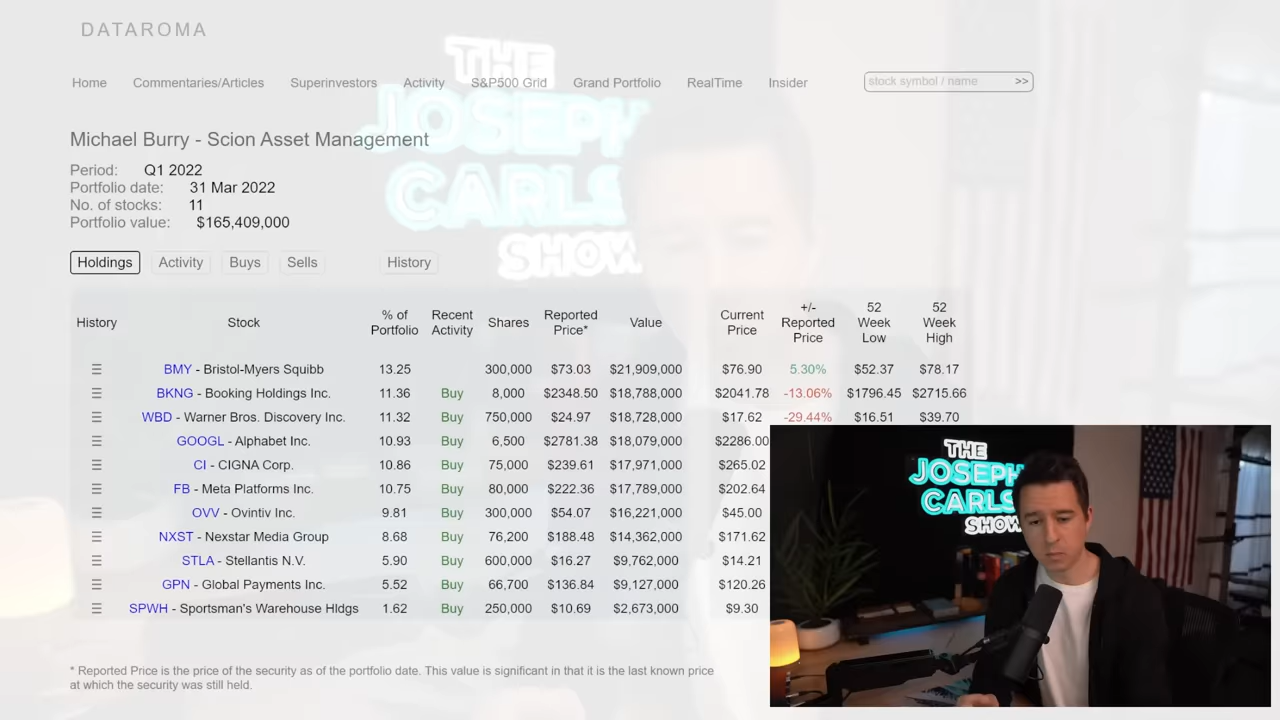 DATAROMA
Home Commentaries/Articles Superinvestors Activity S&P500 Grid Grand Portfolio RealTime Insider stock symbol / name >>
THE
JOSEPH
CARLS
SHOW
Michael Burry - Scion Asset Management
Period: Q1 2022
Portfolio date: 31 Mar 2022
No. of stocks: 11
Portfolio value: $165,409,000
Holdings Activity Buys Sells History
History Stock % of Portfolio Recent Activity Shares Reported Price* Value Current Price +/- Reported Price 52 Week Low 52 Week High
☰ BMY - Bristol-Myers Squibb 13.25 300,000 $73.03 $21,909,000 $76.90 5.30% $52.37 $78.17
☰ BKNG - Booking Holdings Inc. 11.36 Buy 8,000 $2348.50 $18,788,000 $2041.78 -13.06% $1796.45 $2715.66
☰ WBD - Warner Bros. Discovery Inc. 11.32 Buy 750,000 $24.97 $18,728,000 $17.62 -29.44% $16.51 $39.70
☰ GOOGL - Alphabet Inc. 10.93 Buy 6,500 $2781.38 $18,079,000 $2286.00
☰ CI - CIGNA Corp. 10.86 Buy 75,000 $239.61 $17,971,000 $265.02
☰ FB - Meta Platforms Inc. 10.75 Buy 80,000 $222.36 $17,789,000 $202.64
☰ OVV - Ovintiv Inc. 9.81 Buy 300,000 $54.07 $16,221,000 $45.00
☰ NXST - Nexstar Media Group 8.68 Buy 76,200 $188.48 $14,362,000 $171.62
☰ STLA - Stellantis N.V. 5.90 Buy 600,000 $16.27 $9,762,000 $14.21
☰ GPN - Global Payments Inc. 5.52 Buy 66,700 $136.84 $9,127,000 $120.26
☰ SPWH - Sportsman's Warehouse Hldgs 1.62 Buy 250,000 $10.69 $2,673,000 $9.30
THE
JOSEPH
CARLS
SHOW
* Reported Price is the price of the security as of the portfolio date. This value is significant in that it is the last known price
at which the security was still held.